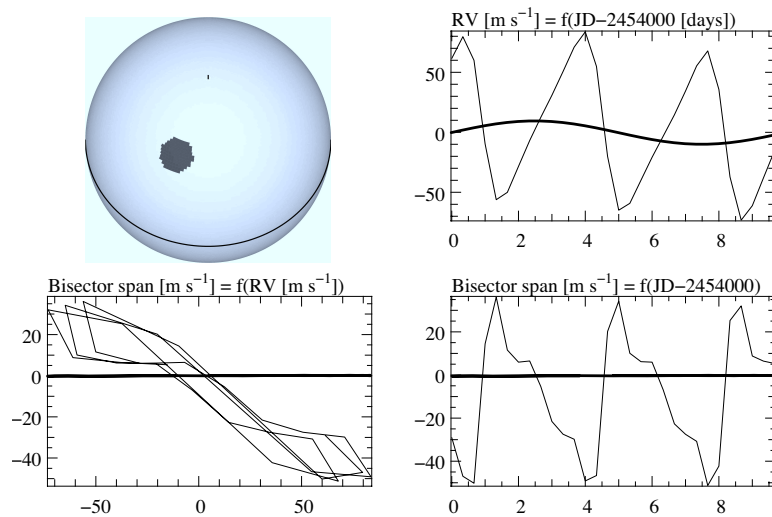 RV [m s−1] = f(JD−2454000 [days])
50
0
−50
0 2 4 6 8
Bisector span [m s−1] = f(RV [m s−1])
20
0
−20
−40
−50 0 50
Bisector span [m s−1] = f(JD−2454000)
20
0
−20
−40
0 2 4 6 8